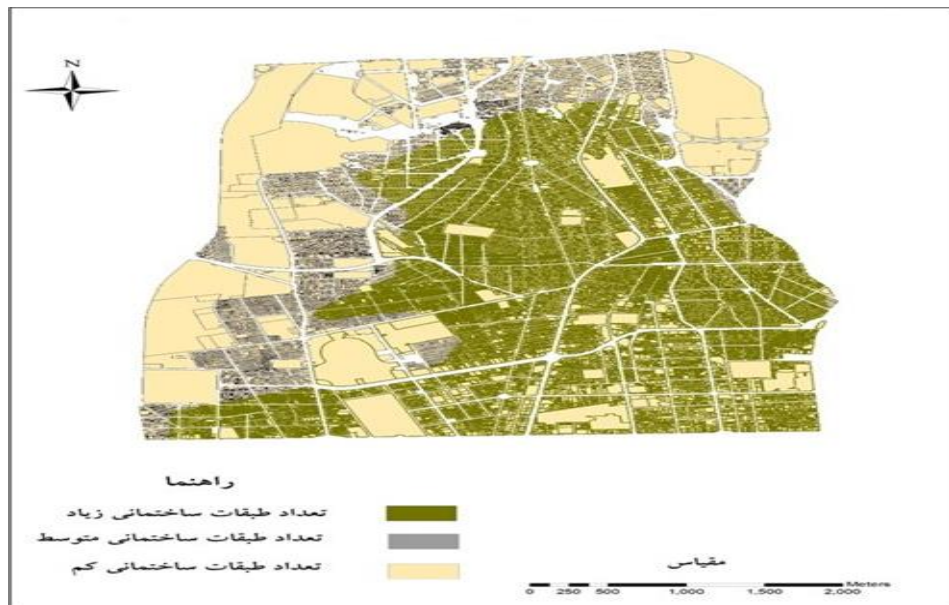 N
راهنما
تعداد طبقات ساختمانی زیاد
تعداد طبقات ساختمانی متوسط
تعداد طبقات ساختمانی کم
مقیاس
Meters
0 250 500 1,000 1,500 2,000